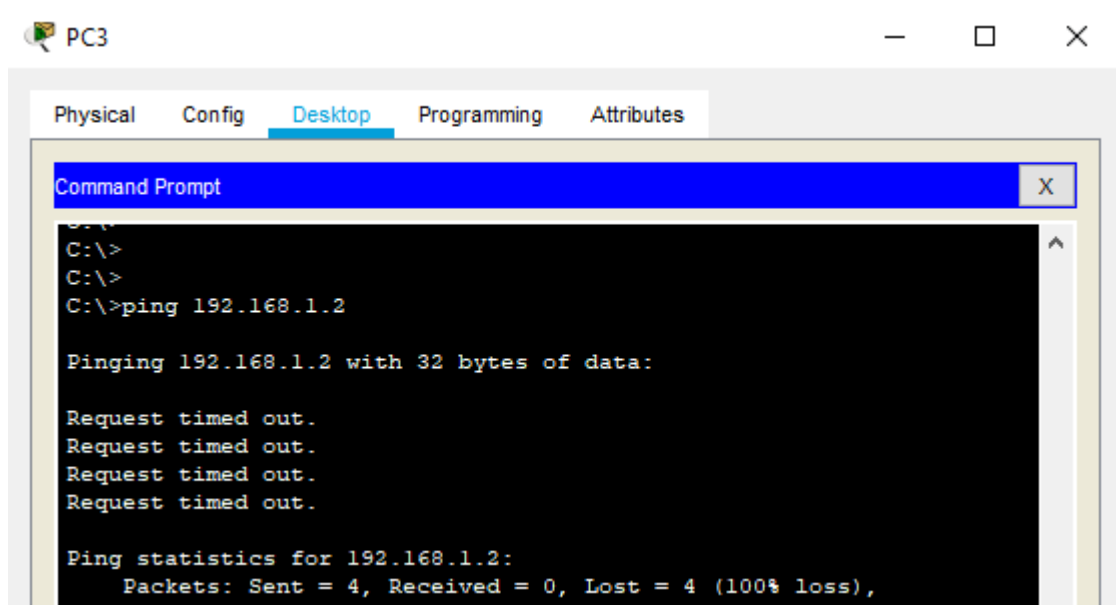 PC3
Physical Config Desktop Programming Attributes
Command Prompt X
C:\>
C:\>
C:\>ping 192.168.1.2
Pinging 192.168.1.2 with 32 bytes of data:
Request timed out.
Request timed out.
Request timed out.
Request timed out.
Ping statistics for 192.168.1.2:
Packets: Sent = 4, Received = 0, Lost = 4 (100% loss),